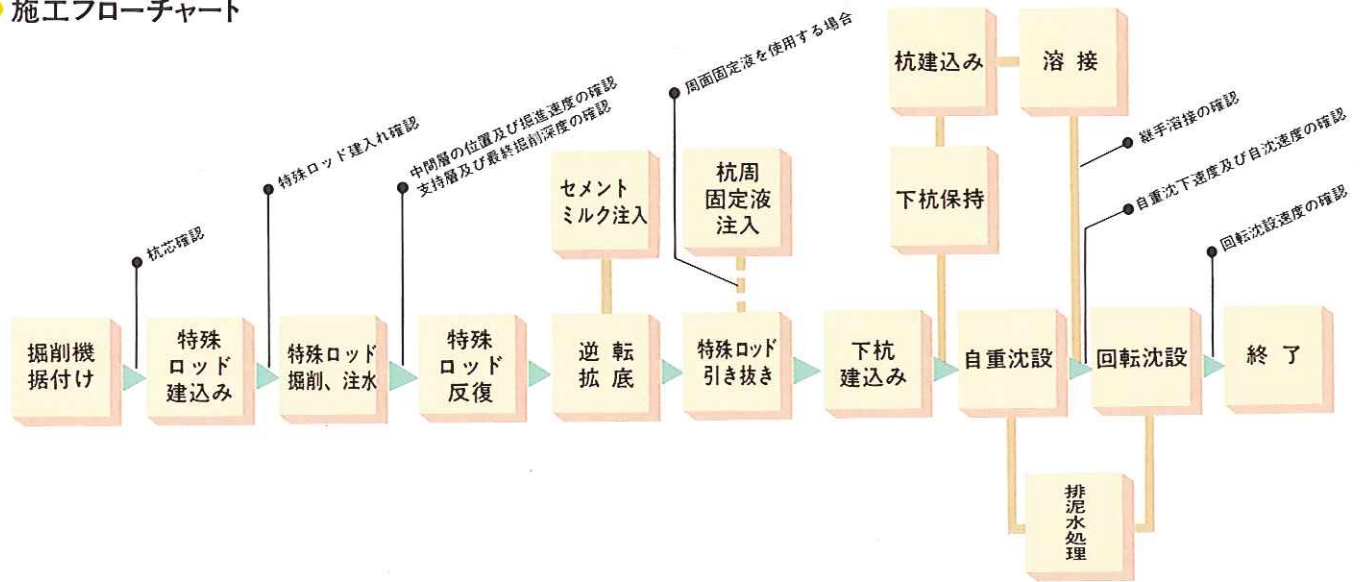 施工フローチャート
周面固定液を使用する場合
杭建込み
溶接
継手溶接の確認
中間層の位置及び掘進速度の確認
支持層及び最終掘削深度の確認
特殊ロッド建入れ確認
杭芯確認
セメント
ミルク注入
杭周
固定液
注入
下杭保持
自重沈下速度及び自沈速度の確認
回転沈設速度の確認
掘削機
据付け
特殊
ロッド
建込み
特殊ロッド
掘削、注水
特殊
ロッド
反復
逆転
拡底
特殊ロッド
引き抜き
下杭
建込み
自重沈設
回転沈設
終了
排泥水処理